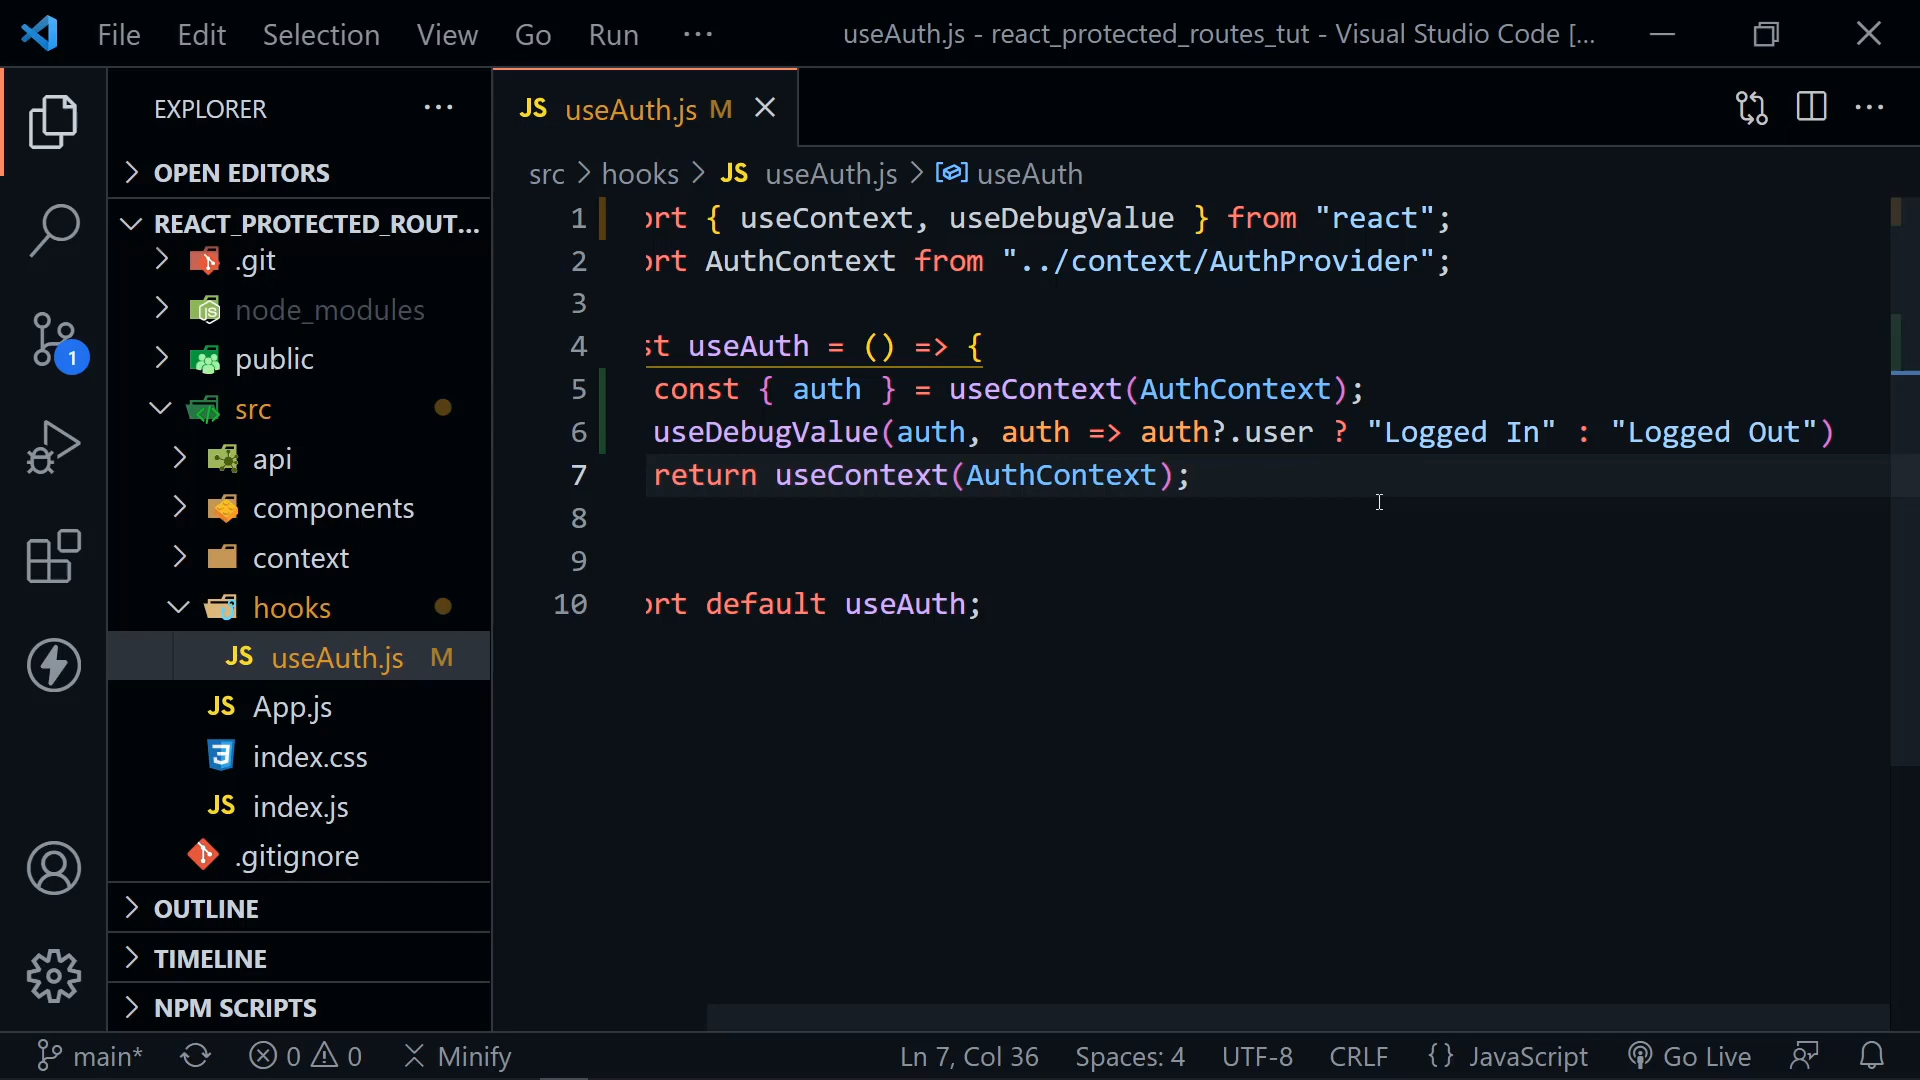 File Edit Selection View Go Run ··· useAuth.js - react_protected_routes_tut - Visual Studio Code [...
EXPLORER ···
OPEN EDITORS
REACT_PROTECTED_ROUT...
.git
node_modules
public
src
api
components
context
hooks
JS useAuth.js M
JS App.js
index.css
JS index.js
.gitignore
OUTLINE
TIMELINE
NPM SCRIPTS
1
JS useAuth.js M
src > hooks > JS useAuth.js > useAuth
1 ort { useContext, useDebugValue } from "react";
2 ort AuthContext from "../context/AuthProvider";
3
4 st useAuth = () => {
5 const { auth } = useContext(AuthContext);
6 useDebugValue(auth, auth => auth?.user ? "Logged In" : "Logged Out")
7 return useContext(AuthContext);
8
9
10 ort default useAuth;
main* 0 0 Minify Ln 7, Col 36 Spaces: 4 UTF-8 CRLF {} JavaScript Go Live